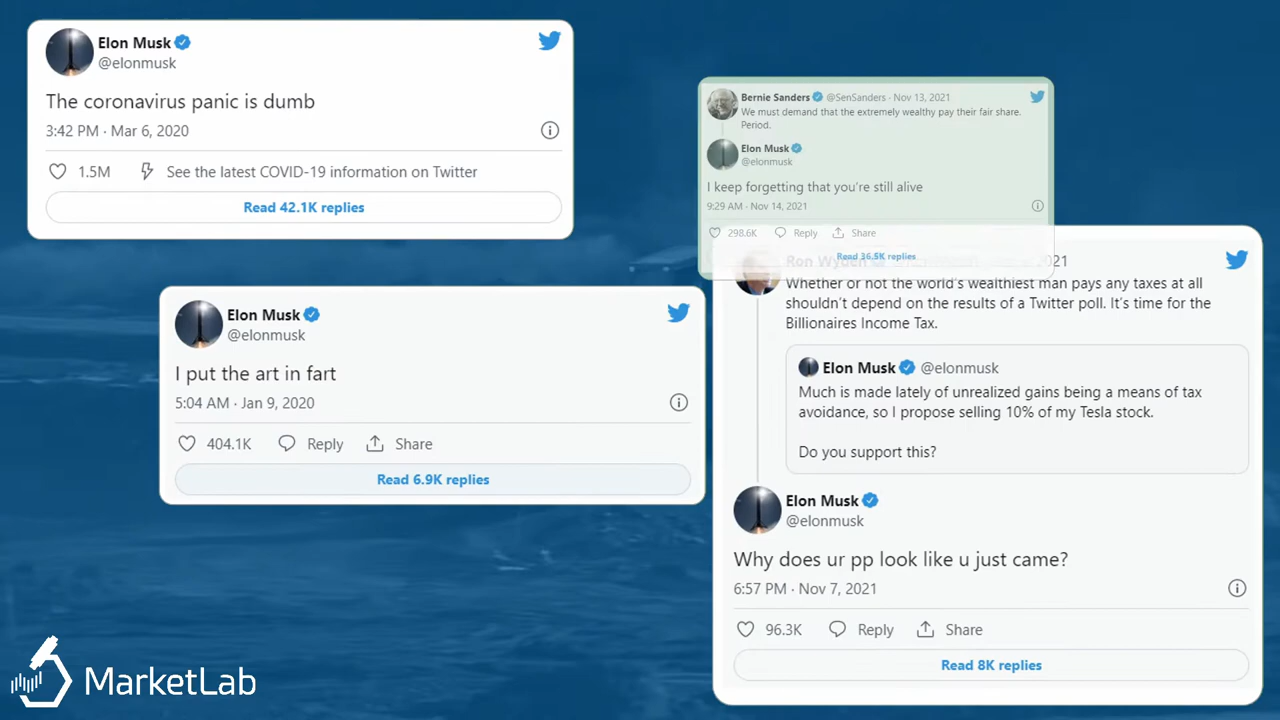 Elon Musk
@elonmusk
The coronavirus panic is dumb
3:42 PM · Mar 6, 2020
1.5M See the latest COVID-19 information on Twitter
Read 42.1K replies
Elon Musk
@elonmusk
I put the art in fart
5:04 AM · Jan 9, 2020
404.1K Reply Share
Read 6.9K replies
Bernie Sanders @SenSanders · Nov 13, 2021
We must demand that the extremely wealthy pay their fair share.
Period.
Elon Musk
@elonmusk
I keep forgetting that you're still alive
9:29 AM · Nov 14, 2021
298.6K Reply Share
Read 36.5K replies
Ron Wyden 2021
Whether or not the world's wealthiest man pays any taxes at all
shouldn't depend on the results of a Twitter poll. It's time for the
Billionaires Income Tax.
Elon Musk @elonmusk
Much is made lately of unrealized gains being a means of tax
avoidance, so I propose selling 10% of my Tesla stock.
Do you support this?
Elon Musk
@elonmusk
Why does ur pp look like u just came?
6:57 PM · Nov 7, 2021
96.3K Reply Share
Read 8K replies
MarketLab